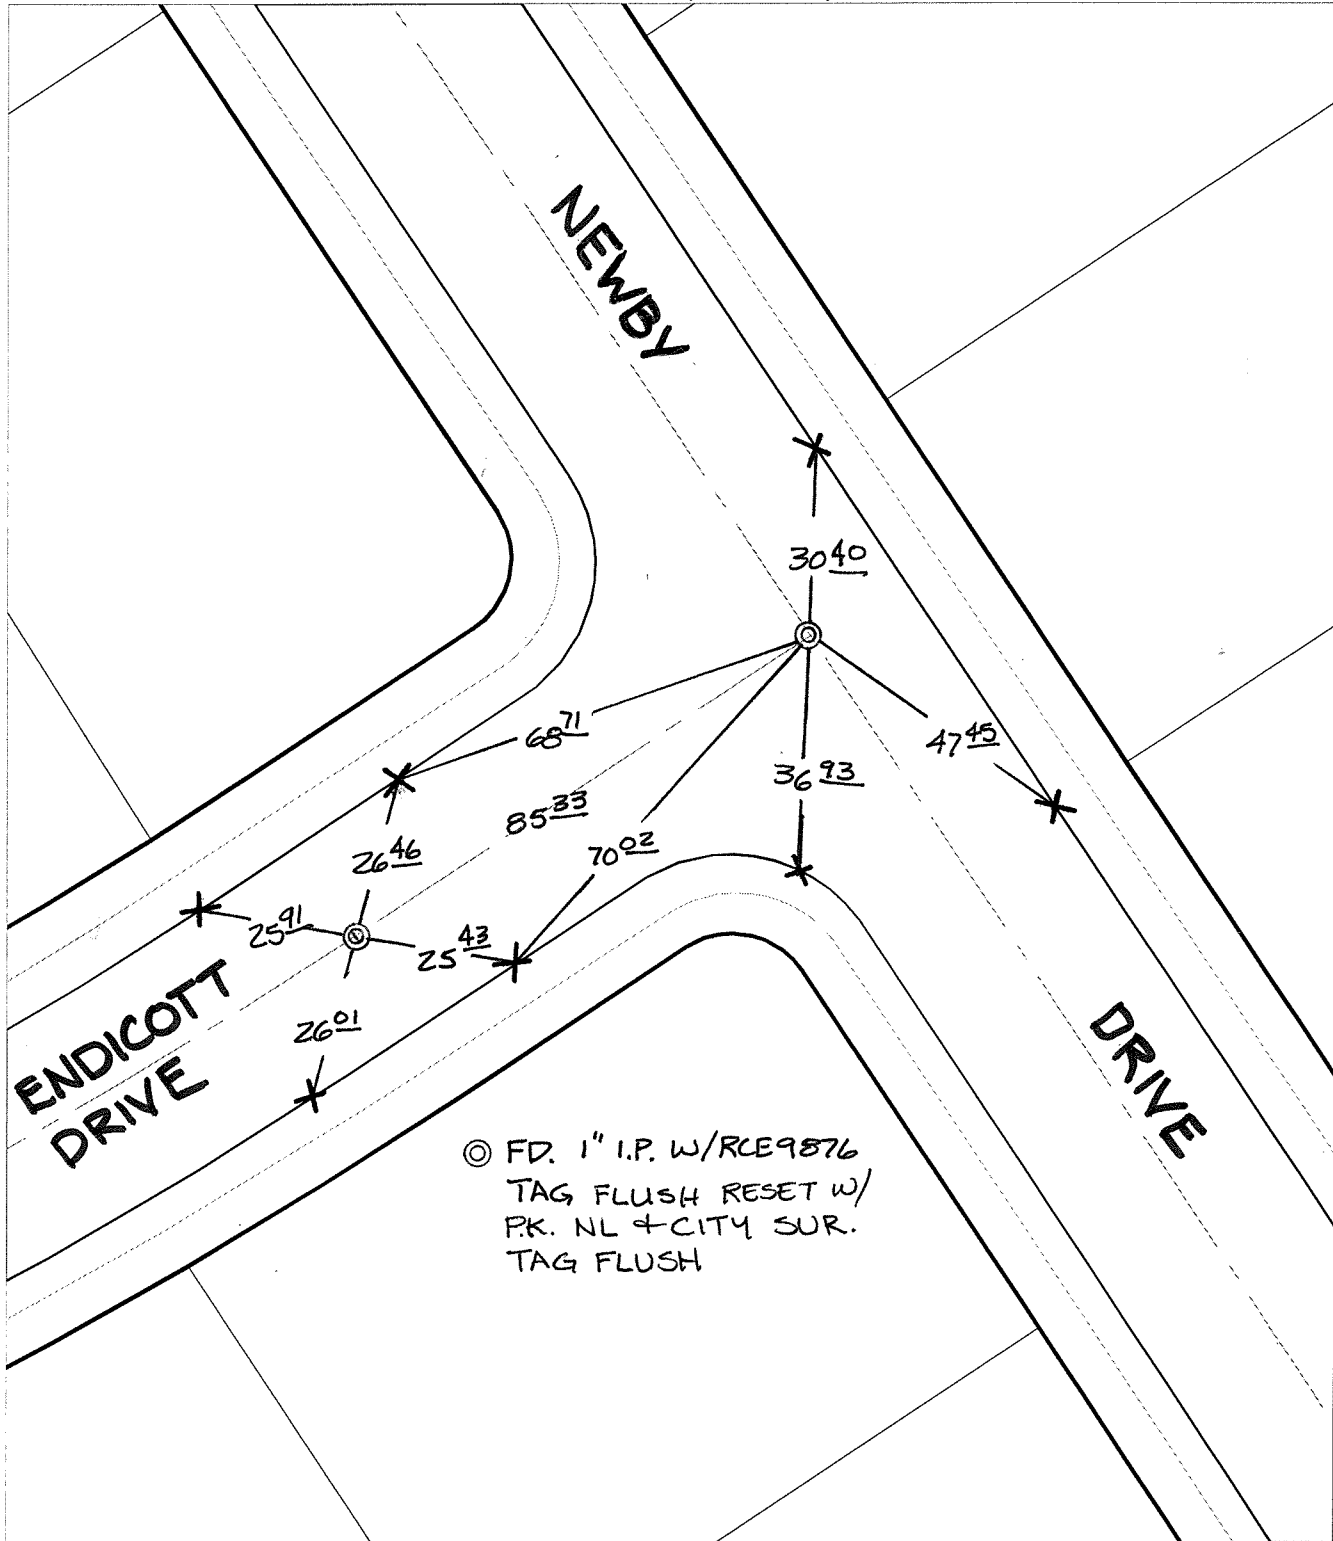 NEWBY
30 40
68 71
47 45
36 93
85 33
70 02
26 46
25 91
25 43
26 01
ENDICOTT
DRIVE
DRIVE
FD. 1" I.P. W/RCE9876
TAG FLUSH RESET W/
P.K. NL & CITY SUR.
TAG FLUSH